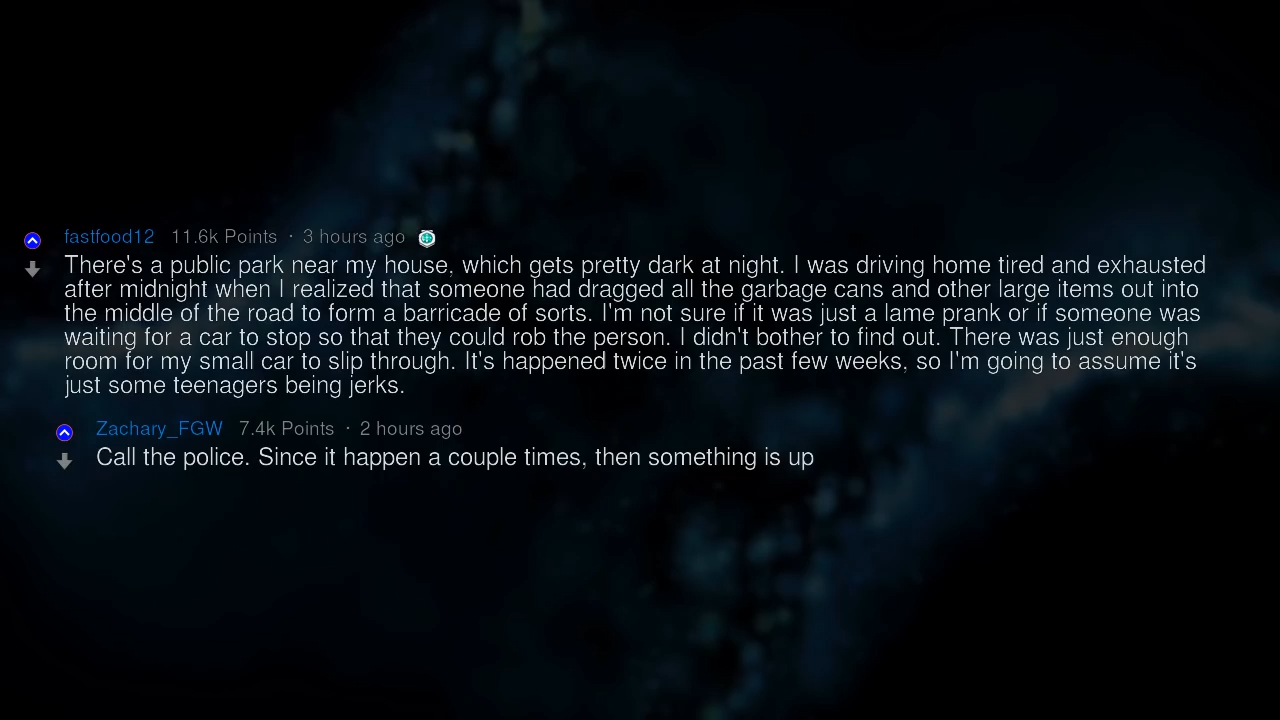 fastfood12 11.6k Points · 3 hours ago
There's a public park near my house, which gets pretty dark at night. I was driving home tired and exhausted
after midnight when I realized that someone had dragged all the garbage cans and other large items out into
the middle of the road to form a barricade of sorts. I'm not sure if it was just a lame prank or if someone was
waiting for a car to stop so that they could rob the person. I didn't bother to find out. There was just enough
room for my small car to slip through. It's happened twice in the past few weeks, so I'm going to assume it's
just some teenagers being jerks.
Zachary_FGW 7.4k Points · 2 hours ago
Call the police. Since it happen a couple times, then something is up